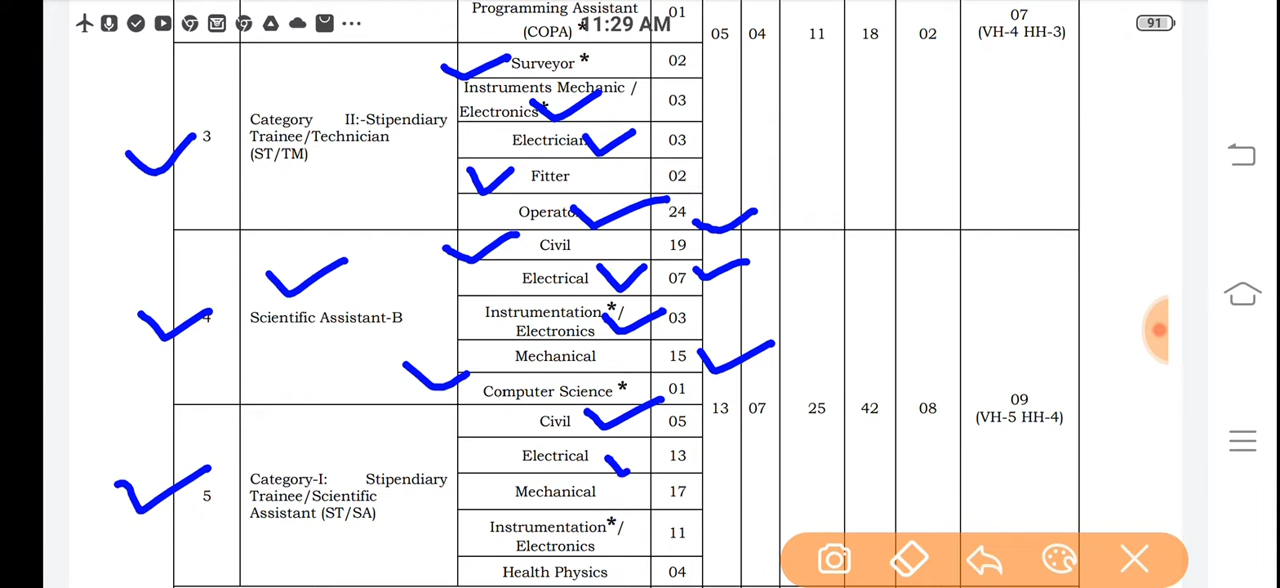 11:29 AM
91
Programming Assistant
(COPA) *
01
05 04 11 18 02
07
(VH-4 HH-3)
3
Category II:-Stipendiary
Trainee/Technician
(ST/TM)
Surveyor * 02
Instruments Mechanic /
Electronics*
03
Electrician 03
Fitter 02
Operator 24
4
Scientific Assistant-B
Civil 19
Electrical 07
Instrumentation*/
Electronics
03
Mechanical 15
Computer Science * 01
13 07 25 42 08
09
(VH-5 HH-4)
5
Category-I: Stipendiary
Trainee/Scientific
Assistant (ST/SA)
Civil 05
Electrical 13
Mechanical 17
Instrumentation*/
Electronics
11
Health Physics 04